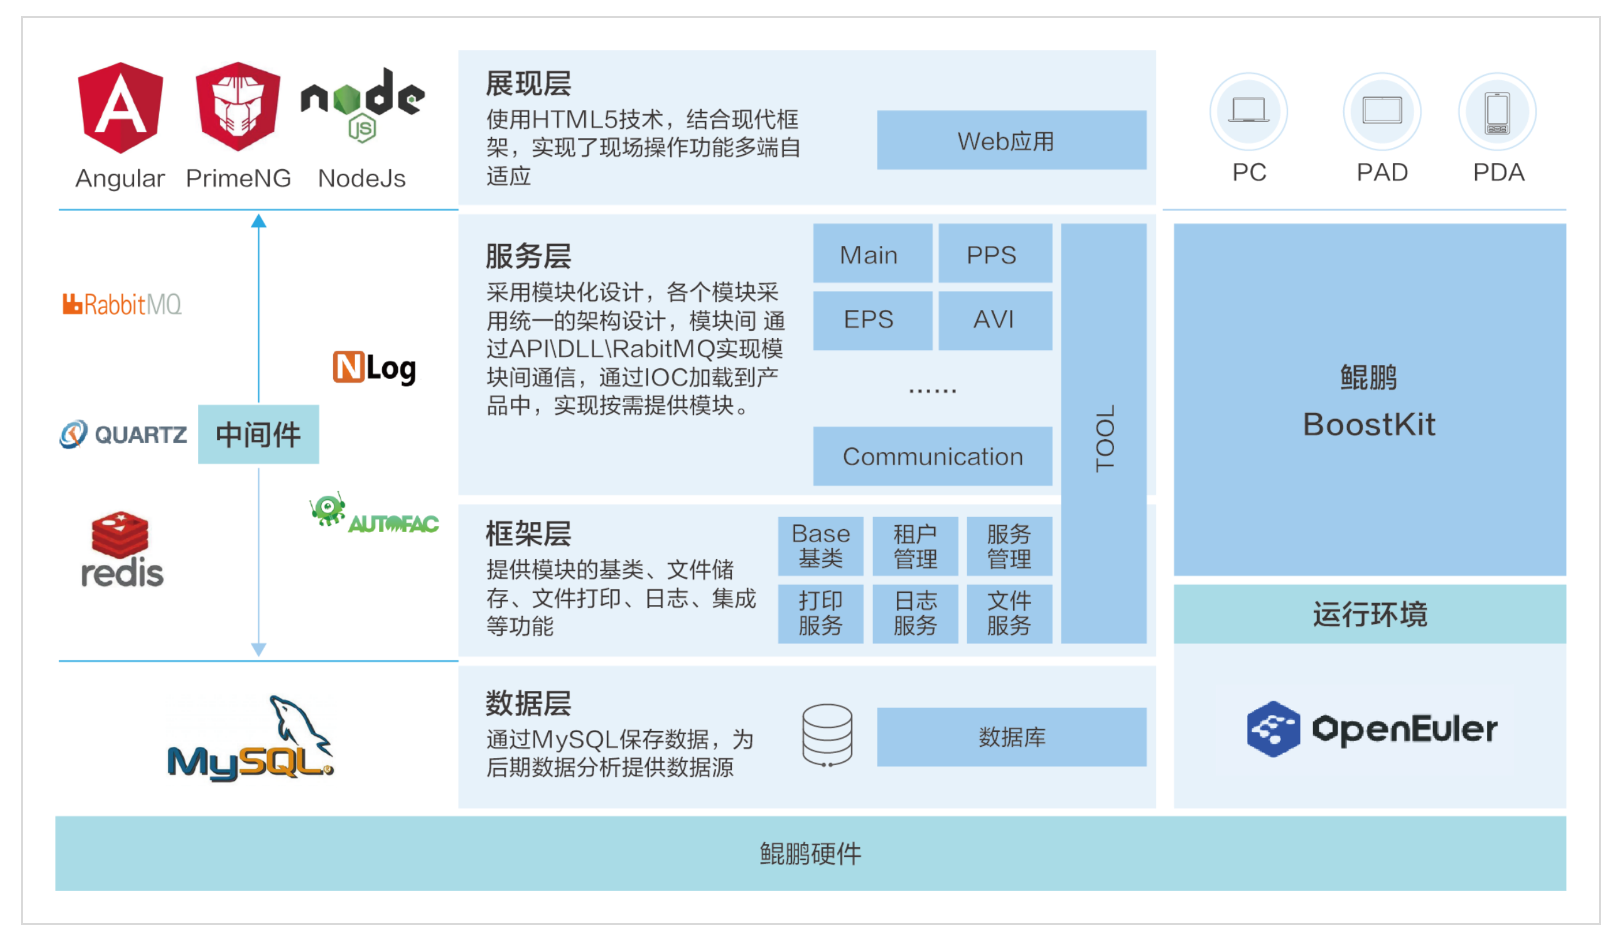 Angular
PrimeNG
NodeJs
展现层
使用HTML5技术，结合现代框
架，实现了现场操作功能多端自
适应
Web应用
PC
PAD
PDA
RabbitMQ
NLog
QUARTZ
中间件
redis
AUTOFAC
服务层
采用模块化设计，各个模块采
用统一的架构设计，模块间 通
过API\DLL\RabitMQ实现模
块间通信，通过IOC加载到产
品中，实现按需提供模块。
Main
PPS
EPS
AVI
······
Communication
TOOL
框架层
提供模块的基类、文件储
存、文件打印、日志、集成
等功能
Base
基类
租户
管理
服务
管理
打印
服务
日志
服务
文件
服务
鲲鹏
BoostKit
运行环境
OpenEuler
MySQL
数据层
通过MySQL保存数据，为
后期数据分析提供数据源
数据库
鲲鹏硬件
node
JS